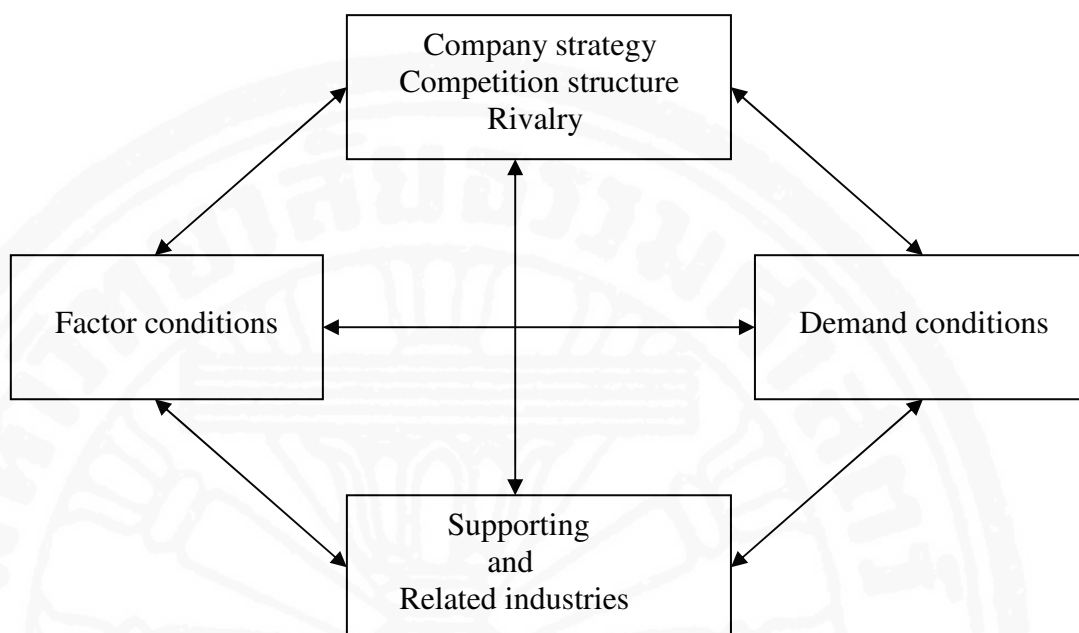 Company strategy
Competition structure
Rivalry
Factor conditions
Demand conditions
Supporting
and
Related industries